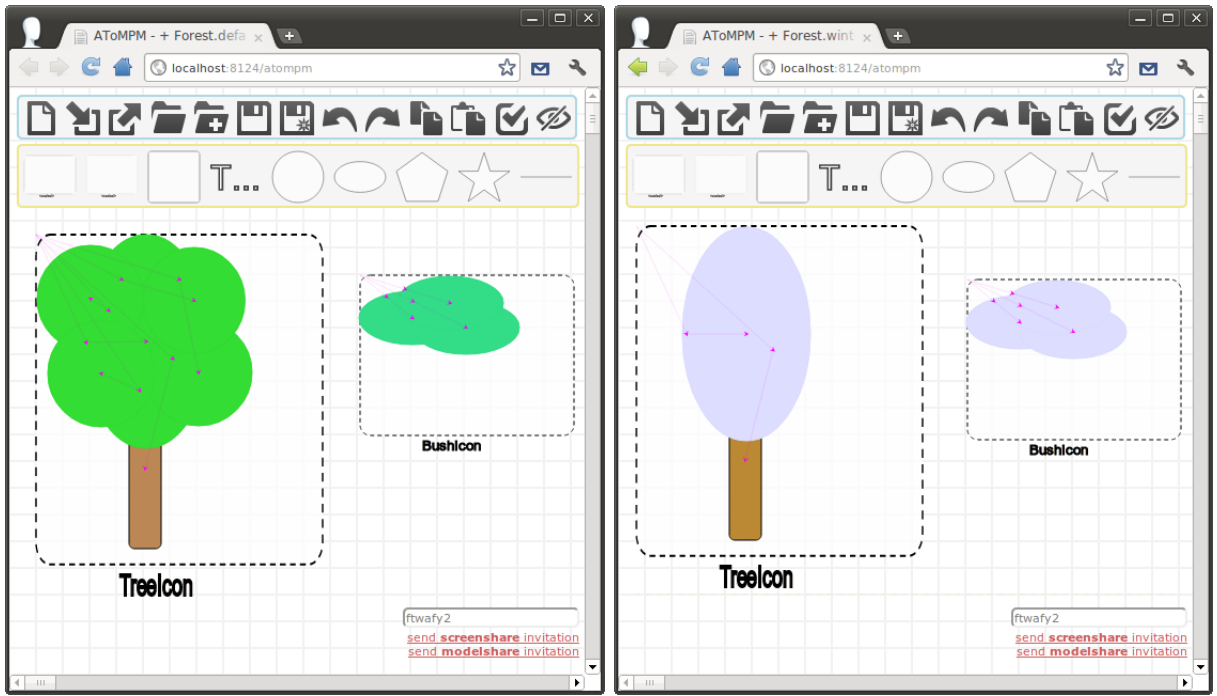 AToMPM - + Forest.defa
localhost:8124/atompm
T...
TreeIcon
BushIcon
ftwafy2
send screenshare invitation
send modelshare invitation
AToMPM - + Forest.wint
localhost:8124/atompm
T...
TreeIcon
BushIcon
ftwafy2
send screenshare invitation
send modelshare invitation